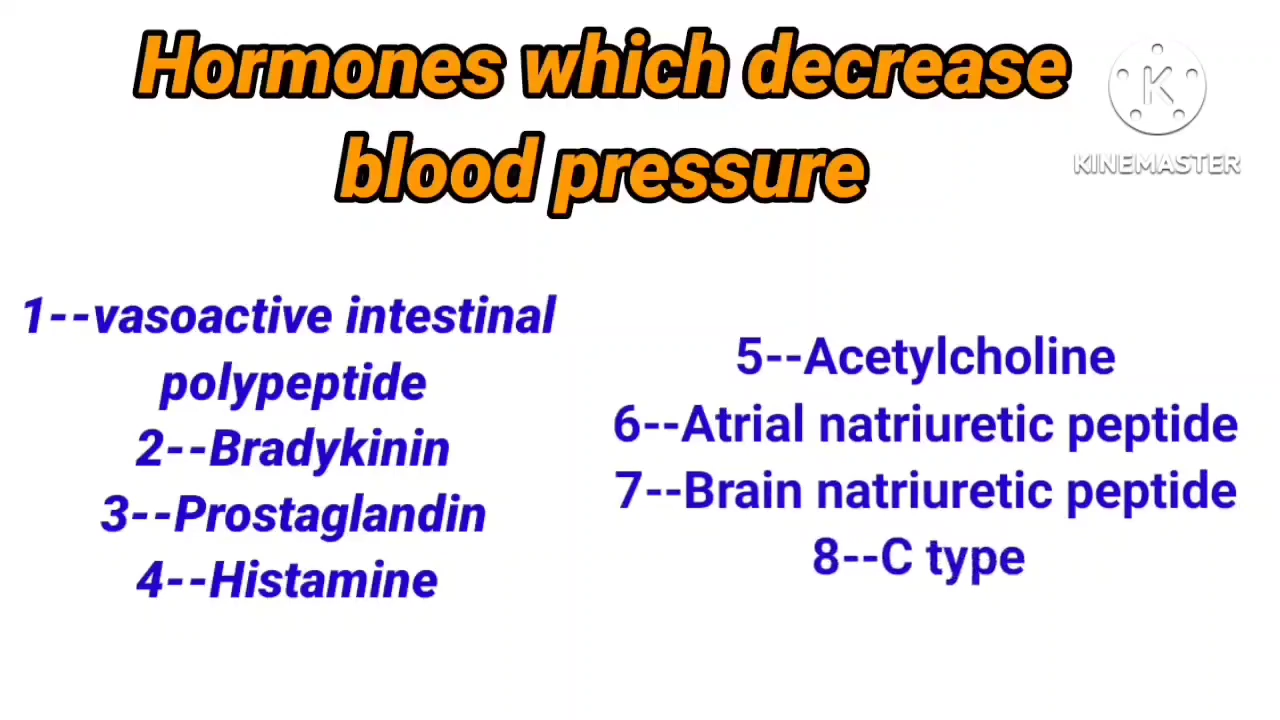 Hormones which decrease
blood pressure
K
KINEMASTER
1--vasoactive intestinal
polypeptide
2--Bradykinin
3--Prostaglandin
4--Histamine
5--Acetylcholine
6--Atrial natriuretic peptide
7--Brain natriuretic peptide
8--C type